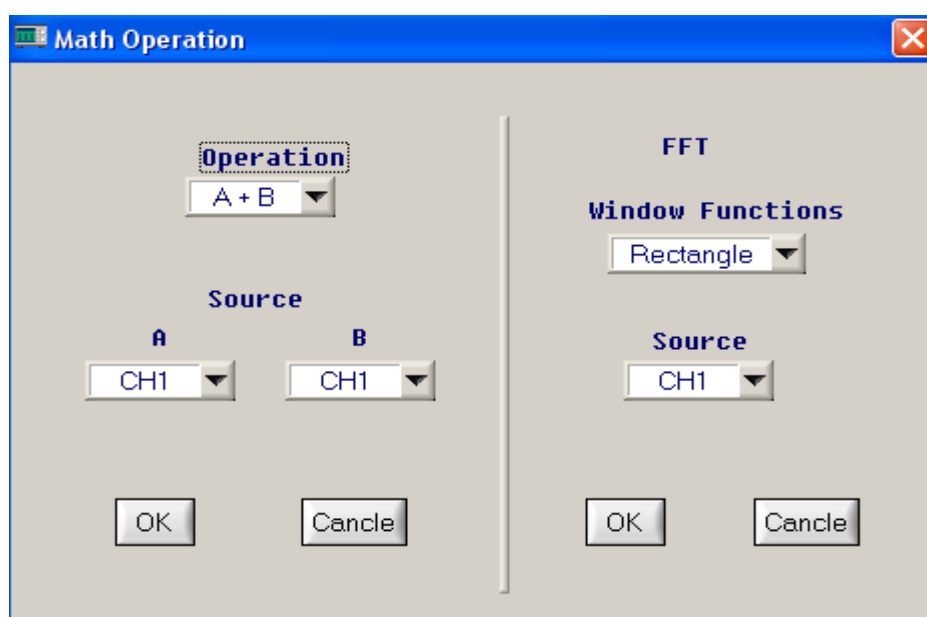 Math Operation
Operation
A + B
Source
A B
CH1 CH1
OK Cancle
FFT
Window Functions
Rectangle
Source
CH1
OK Cancle